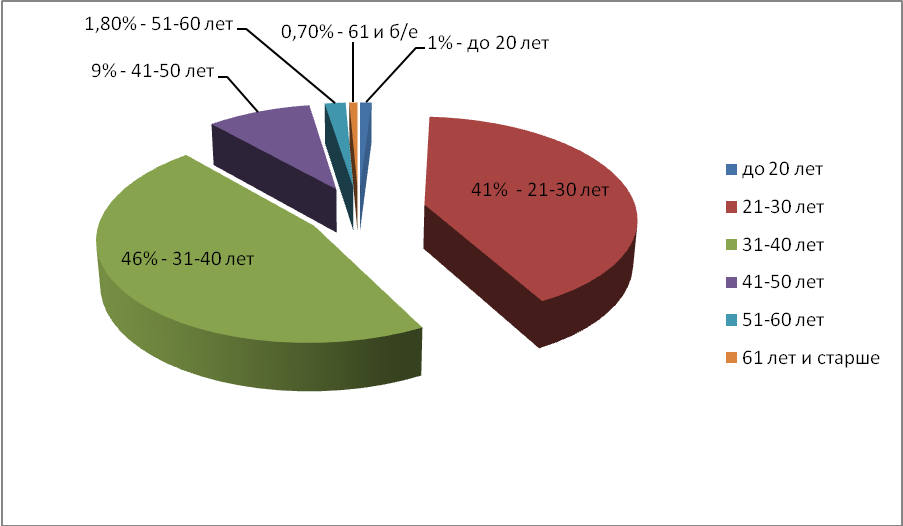 1,80% - 51-60 лет
0,70% - 61 и б/е
1% - до 20 лет
9% - 41-50 лет
41% - 21-30 лет
46% - 31-40 лет
до 20 лет
21-30 лет
31-40 лет
41-50 лет
51-60 лет
61 лет и старше